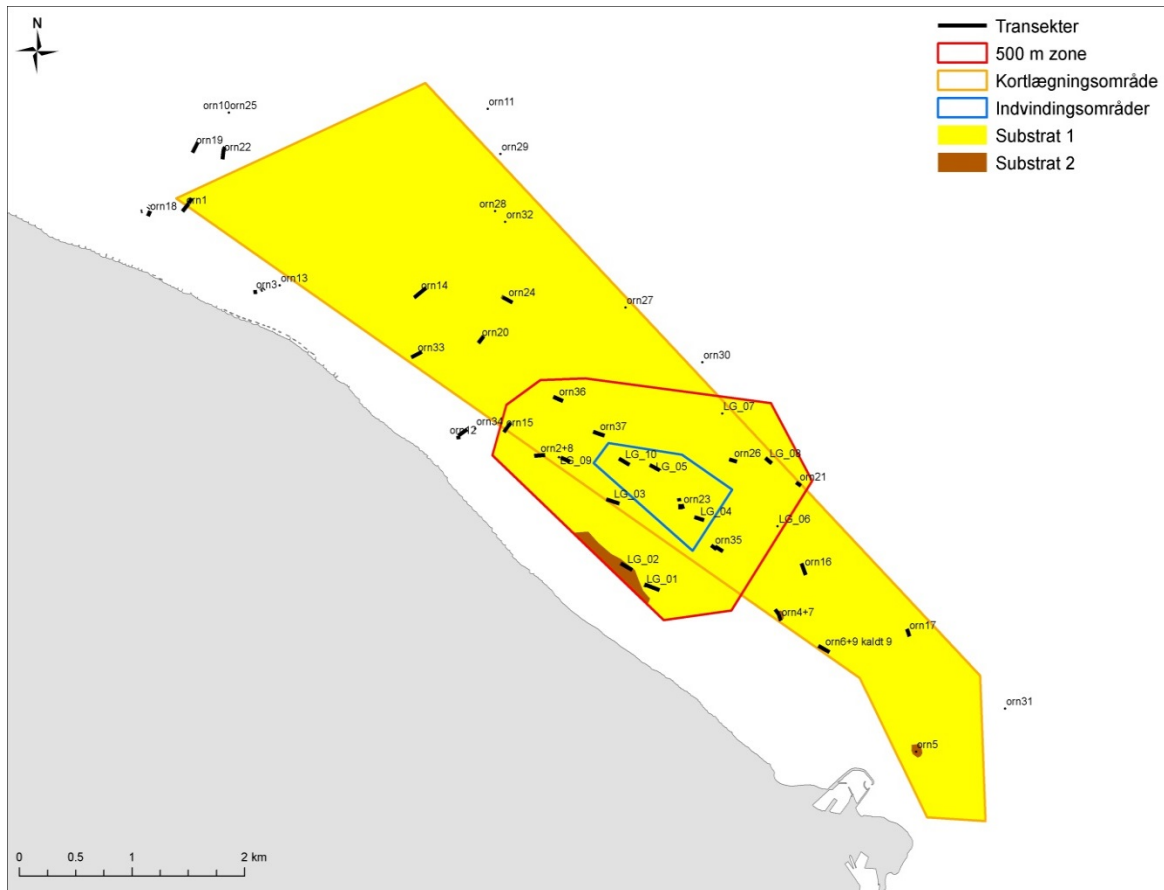 N
Transekter
500 m zone
Kortlægningsområde
Indvindingsområder
Substrat 1
Substrat 2
orn10 orn25
orn11
orn19
orn22
orn29
orn18
orn1
orn28
orn32
orn3
orn13
orn14
orn24
orn27
orn20
orn33
orn30
orn36
LG_07
orn34
orn12
orn15
orn37
orn2+8
LG_09
LG_10
LG_05
orn26
LG_08
orn21
LG_03
orn23
LG_04
LG_06
orn35
LG_02
LG_01
orn16
orn4+7
orn17
orn6+9 kaldt 9
orn31
orn5
0 0.5 1 2 km